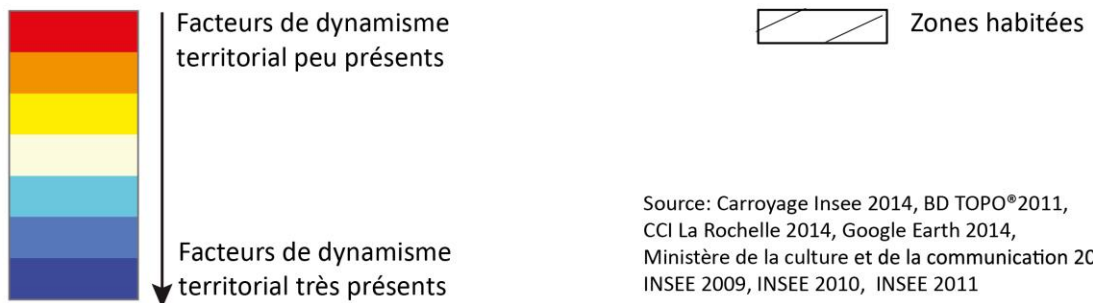 Facteurs de dynamisme
territorial peu présents
Facteurs de dynamisme
territorial très présents
Zones habitées
Source: Carroyage Insee 2014, BD TOPO®2011,
CCI La Rochelle 2014, Google Earth 2014,
Ministère de la culture et de la communication 20
INSEE 2009, INSEE 2010, INSEE 2011